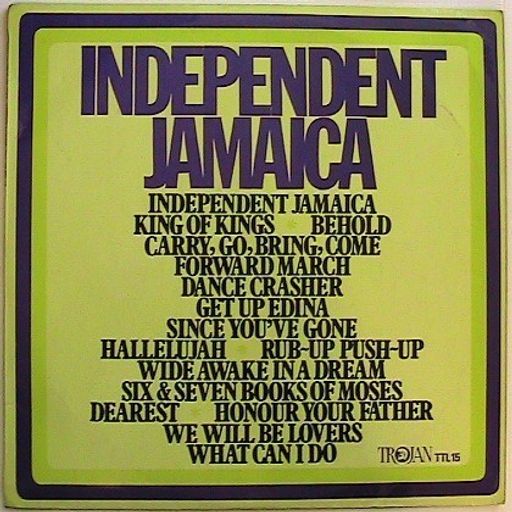 INDEPENDENT
JAMAICA
INDEPENDENT JAMAICA
KING OF KINGS * BEHOLD
CARRY, GO, BRING, COME
FORWARD MARCH
DANCE CRASHER
GET UP EDINA
SINCE YOU'VE GONE
HALLELUJAH * RUB-UP PUSH-UP
WIDE AWAKE IN A DREAM
SIX & SEVEN BOOKS OF MOSES
DEAREST * HONOUR YOUR FATHER
WE WILL BE LOVERS
WHAT CAN I DO
TROJAN TTL15